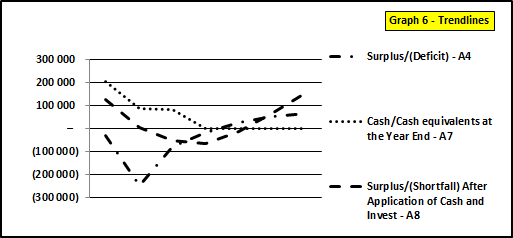 Graph 6 - Trendlines
300 000
200 000
100 000
–
(100 000)
(200 000)
(300 000)
Surplus/(Deficit) - A4
Cash/Cash equivalents at
the Year End - A7
Surplus/(Shortfall) After
Application of Cash and
Invest - A8